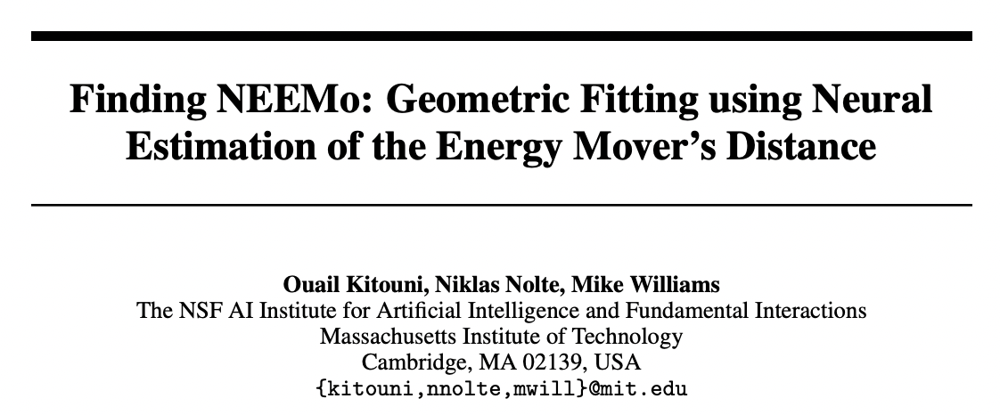 Finding NEEMo: Geometric Fitting using Neural
Estimation of the Energy Mover's Distance
Ouail Kitouni, Niklas Nolte, Mike Williams
The NSF AI Institute for Artificial Intelligence and Fundamental Interactions
Massachusetts Institute of Technology
Cambridge, MA 02139, USA
{kitouni,nnolte,mwill}@mit.edu